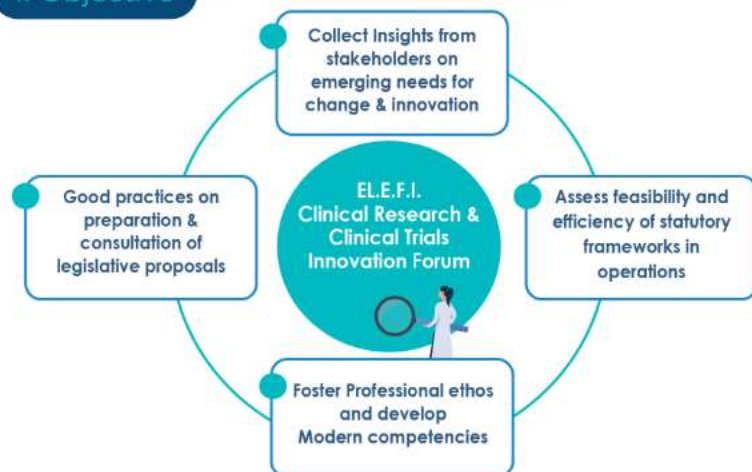 Objective
Collect Insights from
stakeholders on
emerging needs for
change & innovation
Good practices on
preparation &
consultation of
legislative proposals
EL.E.F.I.
Clinical Research &
Clinical Trials
Innovation Forum
Assess feasibility and
efficiency of statutory
frameworks in
operations
Foster Professional ethos
and develop
Modern competencies